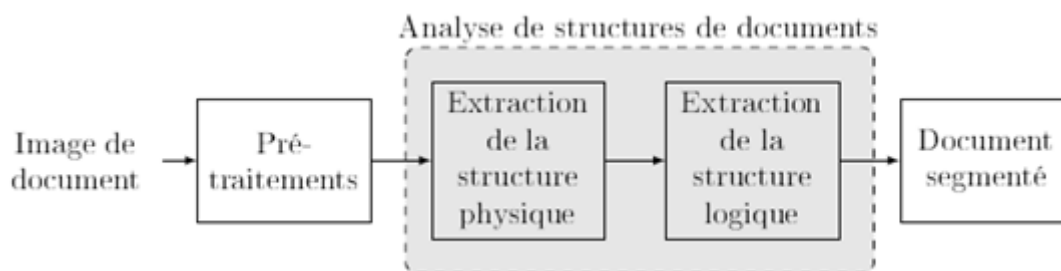 Analyse de structures de documents
Image de
document
Pré-
traitements
Extraction
de la
structure
physique
Extraction
de la
structure
logique
Document
segmenté